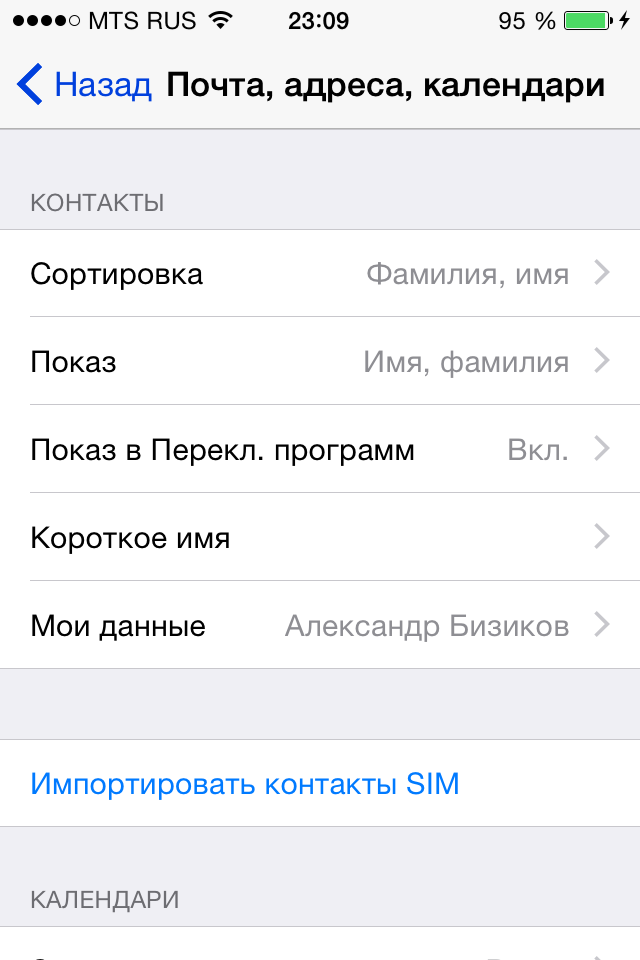 MTS RUS 23:09 95 %
Назад Почта, адреса, календари
КОНТАКТЫ
Сортировка Фамилия, имя
Показ Имя, фамилия
Показ в Перекл. программ Вкл.
Короткое имя
Мои данные Александр Бизиков
Импортировать контакты SIM
КАЛЕНДАРИ